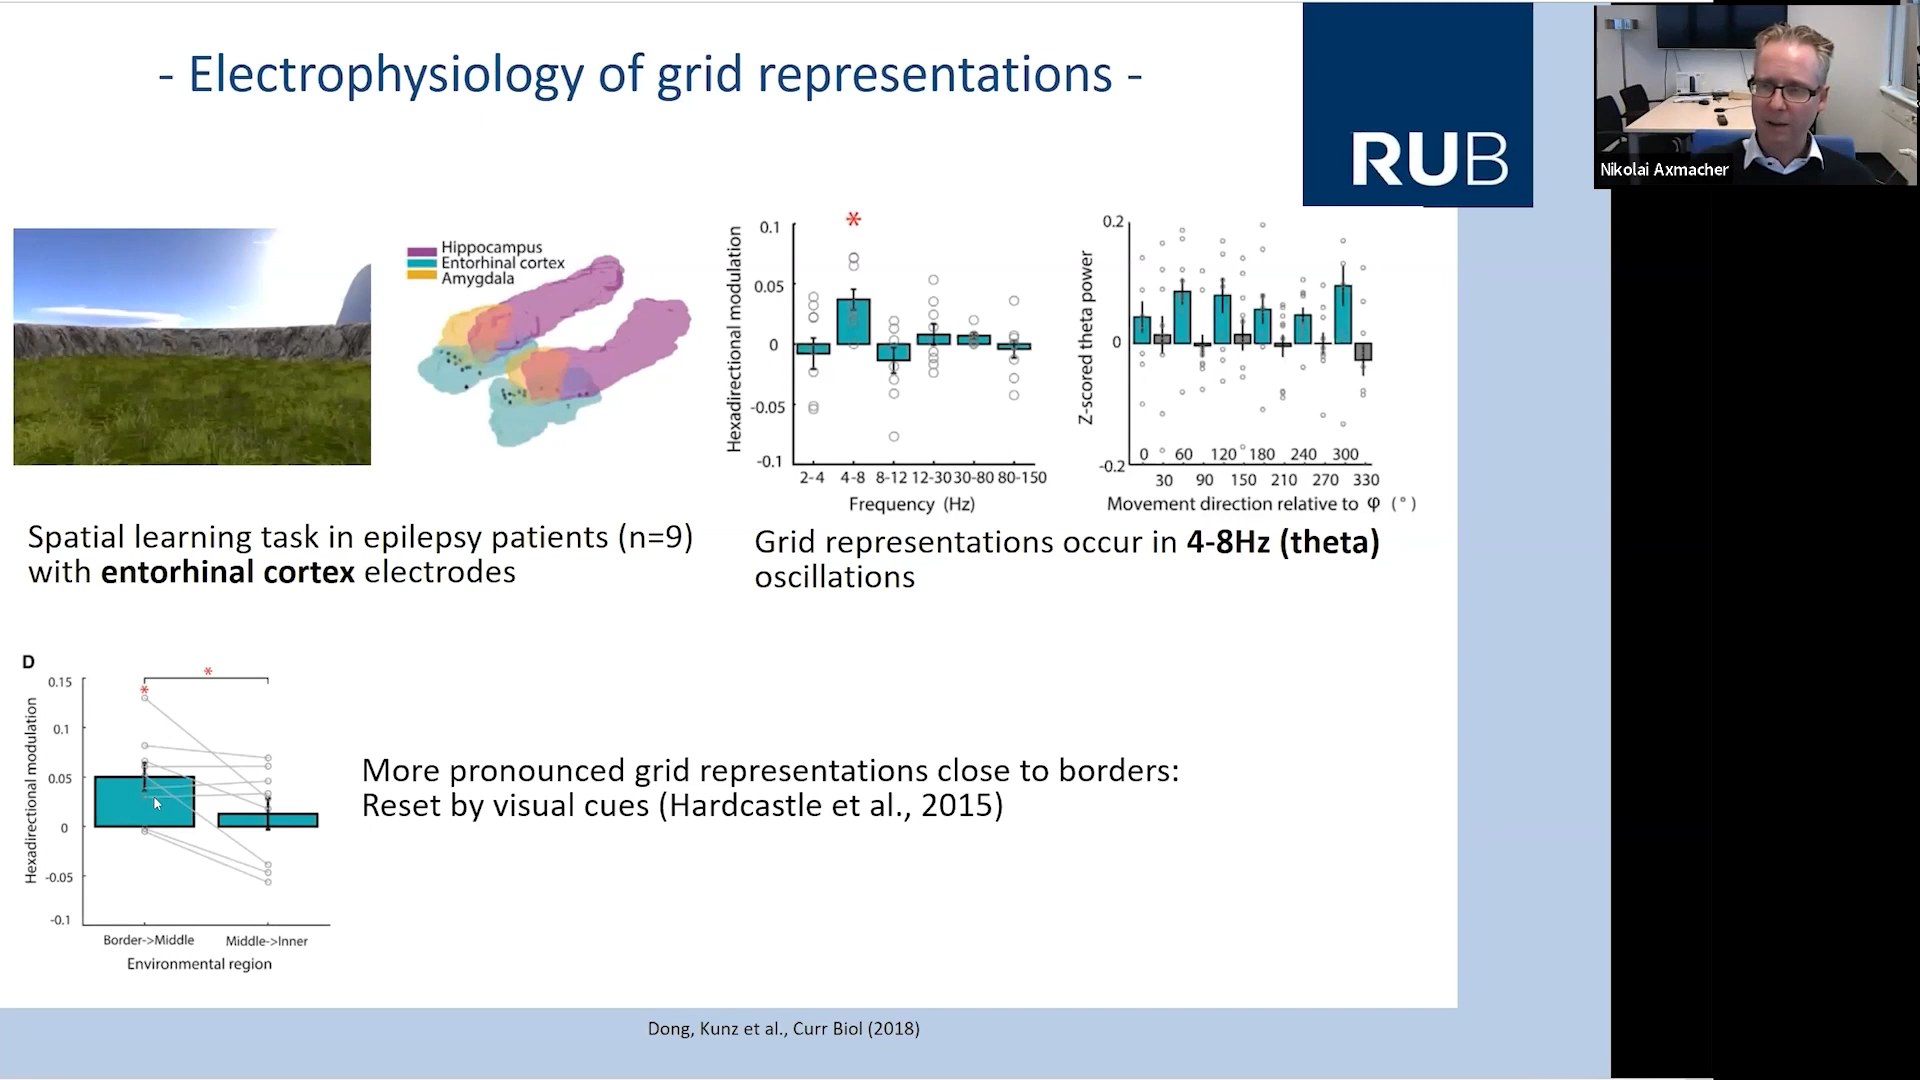 - Electrophysiology of grid representations -
RUB
Nikolai Axmacher
Hippocampus
Entorhinal cortex
Amygdala
*
Hexadirectional modulation
0.1
0.05
0
-0.05
-0.1
2-4 4-8 8-12 12-30 30-80 80-150
Frequency (Hz)
Z-scored theta power
0.2
0
-0.2
0 60 120 180 240 300
30 90 150 210 270 330
Movement direction relative to φ (°)
Spatial learning task in epilepsy patients (n=9)
with entorhinal cortex electrodes
Grid representations occur in 4-8Hz (theta)
oscillations
D
*
*
Hexadirectional modulation
0.15
0.1
0.05
0
-0.05
-0.1
Border->Middle Middle->Inner
Environmental region
More pronounced grid representations close to borders:
Reset by visual cues (Hardcastle et al., 2015)
Dong, Kunz et al., Curr Biol (2018)